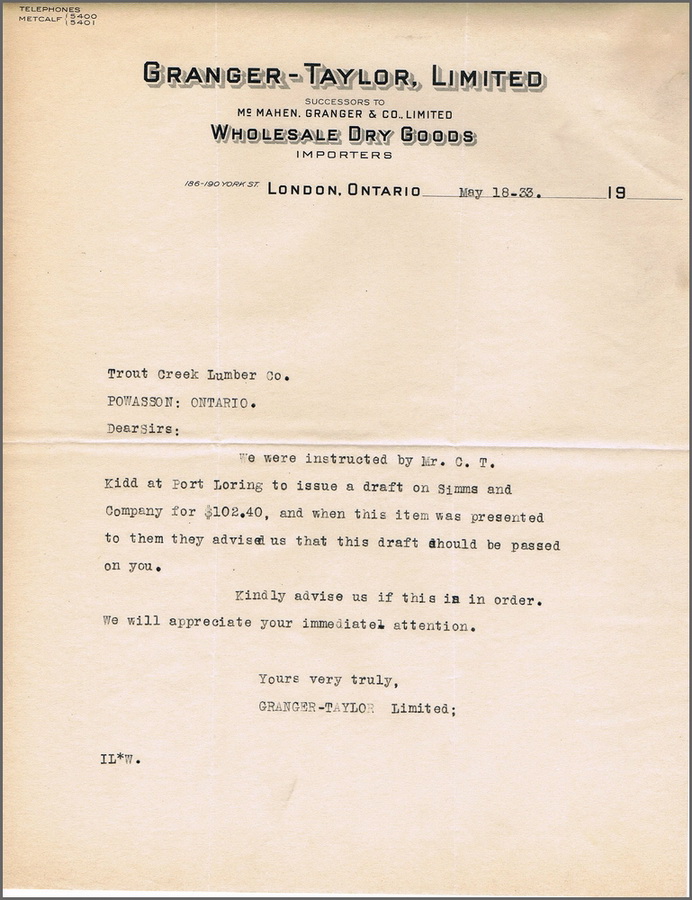 TELEPHONES
METCALF (5400
(5401
GRANGER-TAYLOR, LIMITED
SUCCESSORS TO
Mc MAHEN, GRANGER & CO., LIMITED
WHOLESALE DRY GOODS
IMPORTERS
186-190 YORK ST. LONDON, ONTARIO May 18-33. 19
Trout Creek Lumber Co.
POWASSON: ONTARIO.
DearSirs:
We were instructed by Mr. C. T.
Kidd at Port Loring to issue a draft on Simms and
Company for $102.40, and when this item was presented
to them they advised us that this draft should be passed
on you.
Kindly advise us if this is in order.
We will appreciate your immediatel attention.
Yours very truly,
GRANGER-TAYLOR Limited;
IL*W.